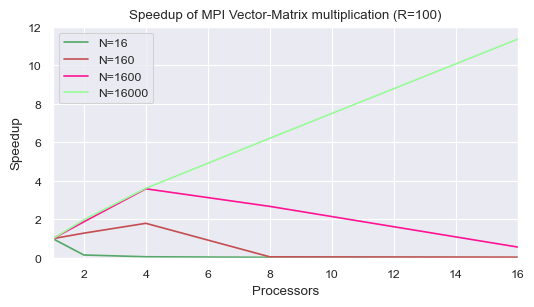 Speedup of MPI Vector-Matrix multiplication (R=100)
12
10
8
6
4
2
0
Speedup
N=16
N=160
N=1600
N=16000
2 4 6 8 10 12 14 16
Processors